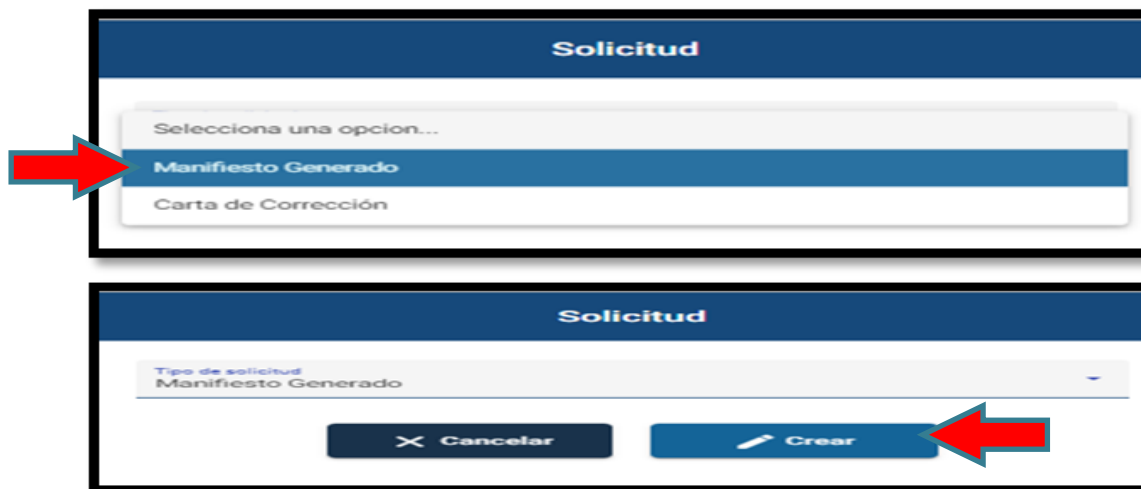 Solicitud
Selecciona una opcion...
Manifiesto Generado
Carta de Corrección
Solicitud
Tipo de solicitud
Manifiesto Generado
Cancelar
Crear